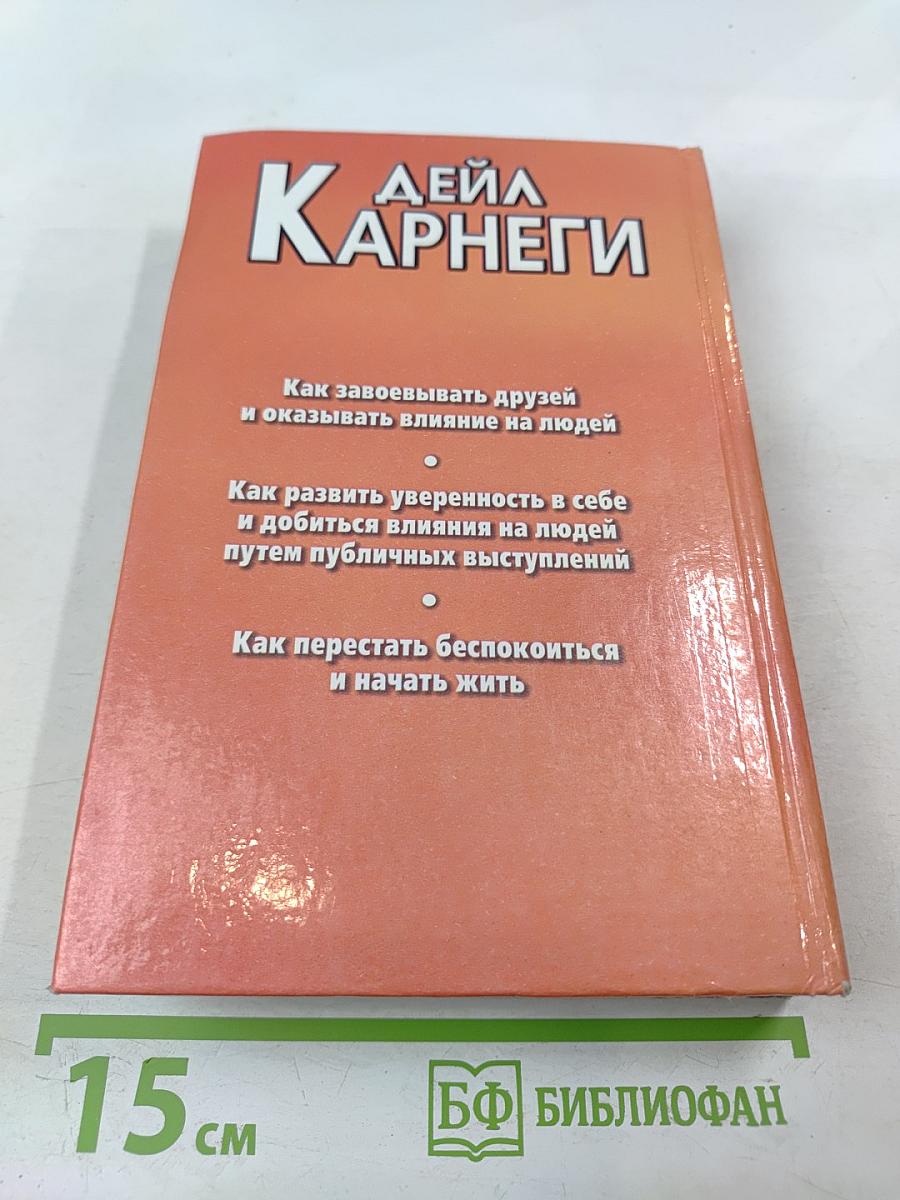 ДЕЙЛ
КАРНЕГИ
Как завоевывать друзей
и оказывать влияние на людей
•
Как развить уверенность в себе
и добиться влияния на людей
путем публичных выступлений
•
Как перестать беспокоиться
и начать жить
15 см
БФ БИБЛИОФАН